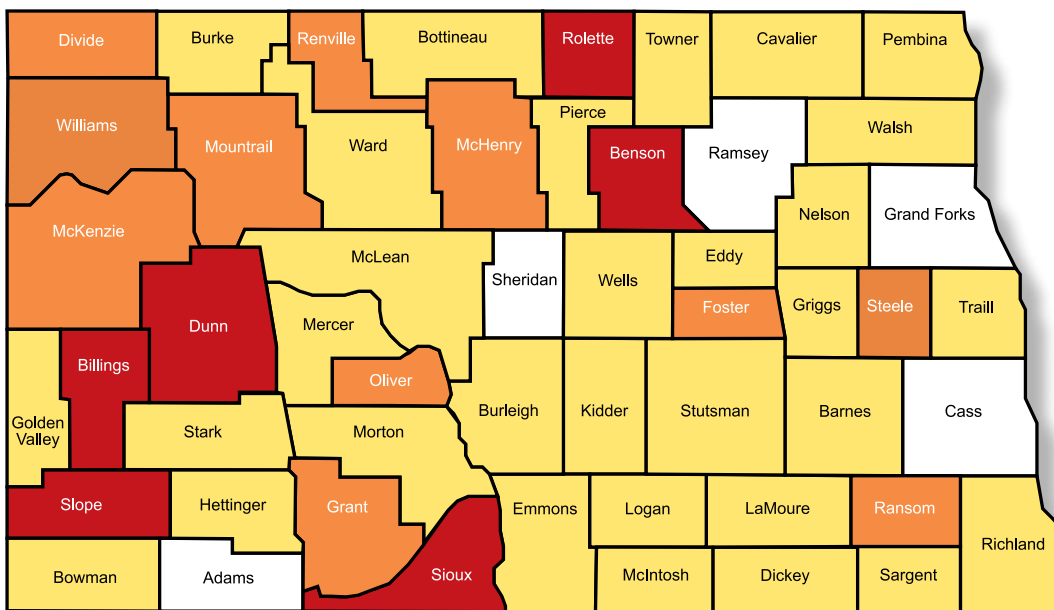 Divide
Burke
Renville
Bottineau
Rolette
Towner
Cavalier
Pembina
Williams
Mountrail
Ward
McHenry
Pierce
Benson
Ramsey
Walsh
Nelson
Grand Forks
McKenzie
McLean
Sheridan
Wells
Eddy
Foster
Griggs
Steele
Traill
Dunn
Mercer
Billings
Oliver
Golden
Valley
Stark
Morton
Burleigh
Kidder
Stutsman
Barnes
Cass
Slope
Hettinger
Grant
Emmons
Logan
LaMoure
Ransom
Richland
Bowman
Adams
Sioux
McIntosh
Dickey
Sargent